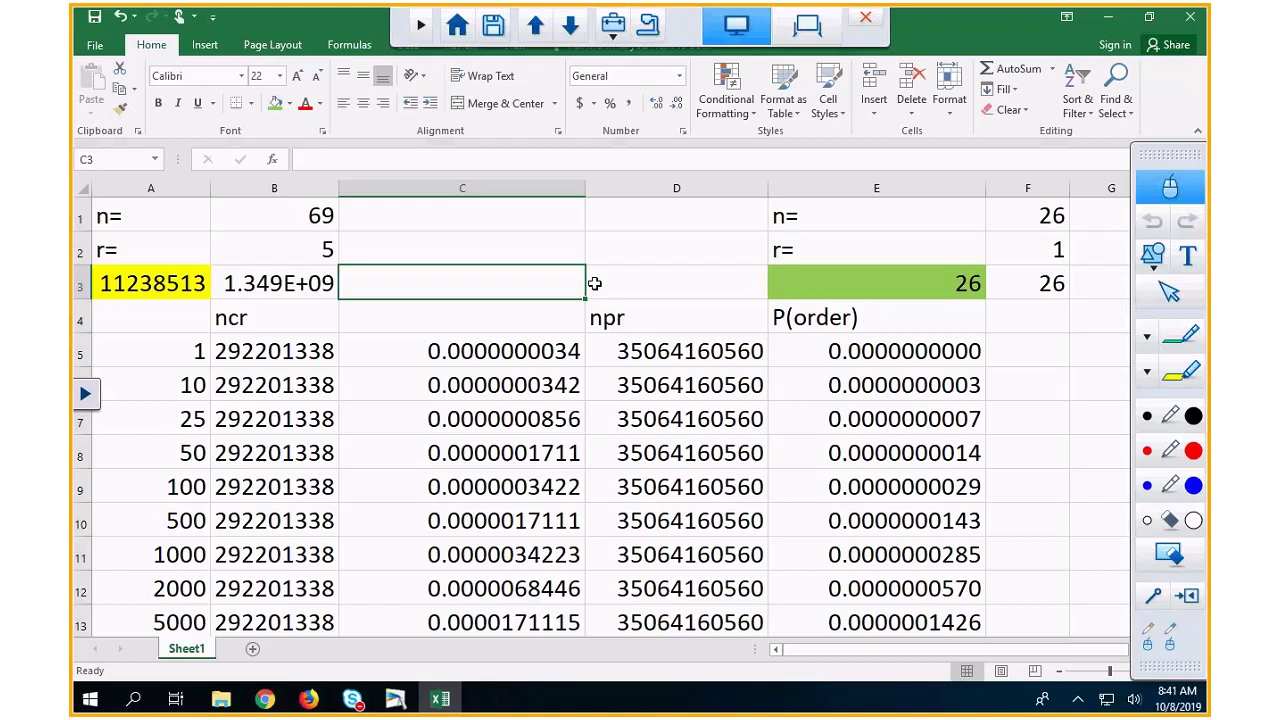 File Home Insert Page Layout Formulas Sign in Share
Calibri 22 Wrap Text General AutoSum
Paste B I U Merge & Center $ % Conditional Formatting Format as Table Cell Styles Insert Delete Format Fill Clear Sort & Filter Find & Select
Clipboard Font Alignment Number Styles Cells Editing
C3 fx
A B C D E F G
1 n= 69 n= 26
2 r= 5 r= 1
3 11238513 1.349E+09 26 26
4 ncr npr P(order)
5 1 292201338 0.0000000034 35064160560 0.0000000000
10 292201338 0.0000000342 35064160560 0.0000000003
7 25 292201338 0.0000000856 35064160560 0.0000000007
8 50 292201338 0.0000001711 35064160560 0.0000000014
9 100 292201338 0.0000003422 35064160560 0.0000000029
10 500 292201338 0.0000017111 35064160560 0.0000000143
11 1000 292201338 0.0000034223 35064160560 0.0000000285
12 2000 292201338 0.0000068446 35064160560 0.0000000570
13 5000 292201338 0.0000171115 35064160560 0.0000001426
Sheet1
Ready
8:41 AM
10/8/2019